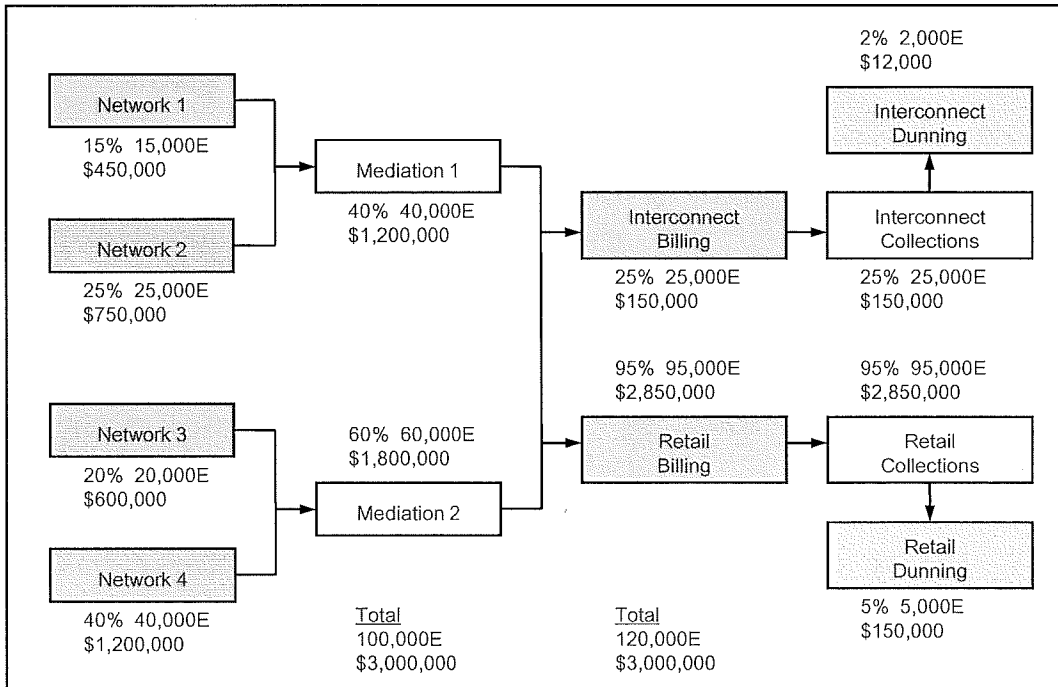 2% 2,000E
$12,000
Interconnect
Dunning
Network 1
15% 15,000E
$450,000
Mediation 1
40% 40,000E
$1,200,000
Network 2
25% 25,000E
$750,000
Interconnect
Billing
25% 25,000E
$150,000
Interconnect
Collections
25% 25,000E
$150,000
Network 3
20% 20,000E
$600,000
60% 60,000E
$1,800,000
Mediation 2
95% 95,000E
$2,850,000
Retail
Billing
95% 95,000E
$2,850,000
Retail
Collections
Network 4
40% 40,000E
$1,200,000
Total
100,000E
$3,000,000
Total
120,000E
$3,000,000
Retail
Dunning
5% 5,000E
$150,000